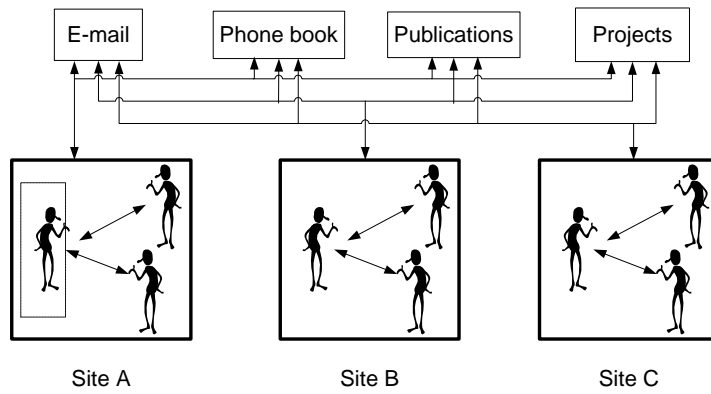 E-mail
Phone book
Publications
Projects
Site A
Site B
Site C